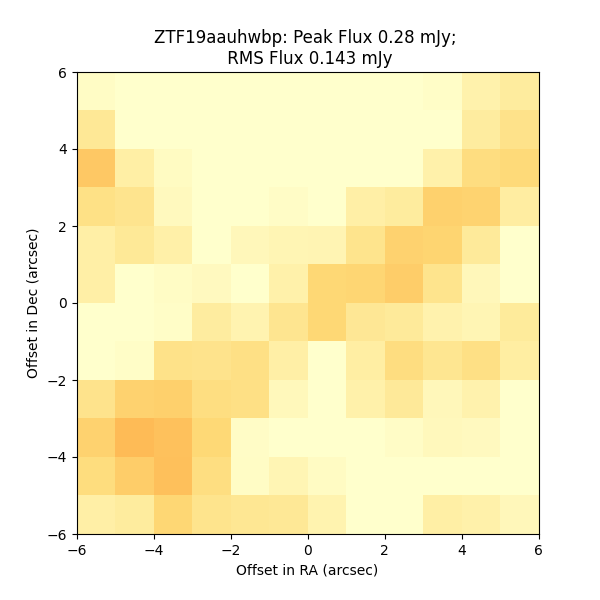 ZTF19aauhwbp: Peak Flux 0.28 mJy;
RMS Flux 0.143 mJy
6
4
2
0
−2
−4
−6
Offset in Dec (arcsec)
−6 −4 −2 0 2 4 6
Offset in RA (arcsec)